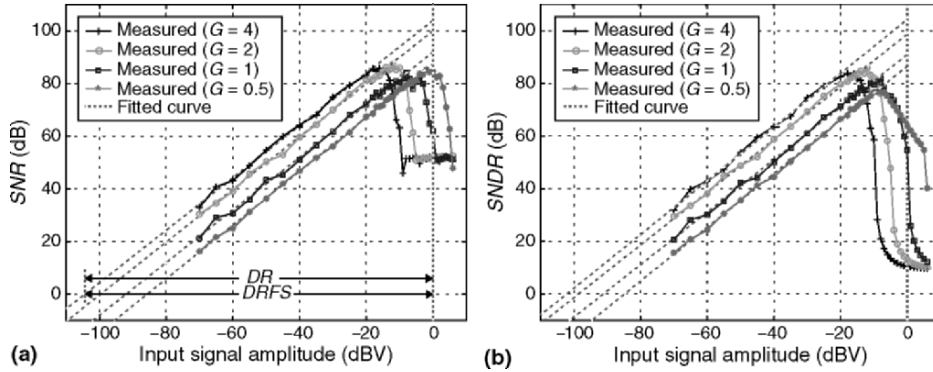 100
80
60
40
20
0
SNR (dB)
Measured (G = 4)
Measured (G = 2)
Measured (G = 1)
Measured (G = 0.5)
Fitted curve
DR
DRFS
−100 −80 −60 −40 −20 0
Input signal amplitude (dBV)
(a)
100
80
60
40
20
0
SNDR (dB)
Measured (G = 4)
Measured (G = 2)
Measured (G = 1)
Measured (G = 0.5)
Fitted curve
−100 −80 −60 −40 −20 0
Input signal amplitude (dBV)
(b)